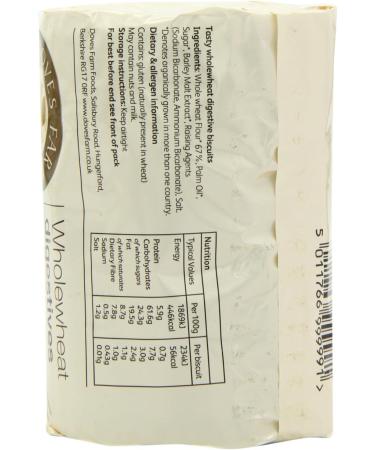 Tasty wholewheat digestive biscuits
Ingredients: Whole wheat Flour* 67%, Palm Oil*,
Sugar*, Barley Malt Extract*, Raising Agents
(Sodium Bicarbonate, Ammonium Bicarbonate), Salt.
*Denotes organically grown in more than one country.
Dietary & allergen information
Contains: gluten (naturally present in wheat)
May contain nuts and milk.
Storage instructions: Keep airtight
For best before end see front of pack
Doves Farm Foods, Salisbury Road, Hungerford,
Berkshire RG17 0RF www.dovesfarm.co.uk
Nutrition
Typical Values Per 100g Per biscuit
Energy 1869kJ 234kJ
446kcal 56kcal
Protein 5.9g 0.7g
Carbohydrates 61.6g 7.7g
of which sugars 24.3g 3.0g
Fat 19.5g 2.4g
of which saturates 8.7g 1.1g
Dietary Fibre 7.8g 1.0g
Sodium 0.5g 0.43g
Salt 1.2g 0.01g
DOVES FAR
Wholewheat
digestives